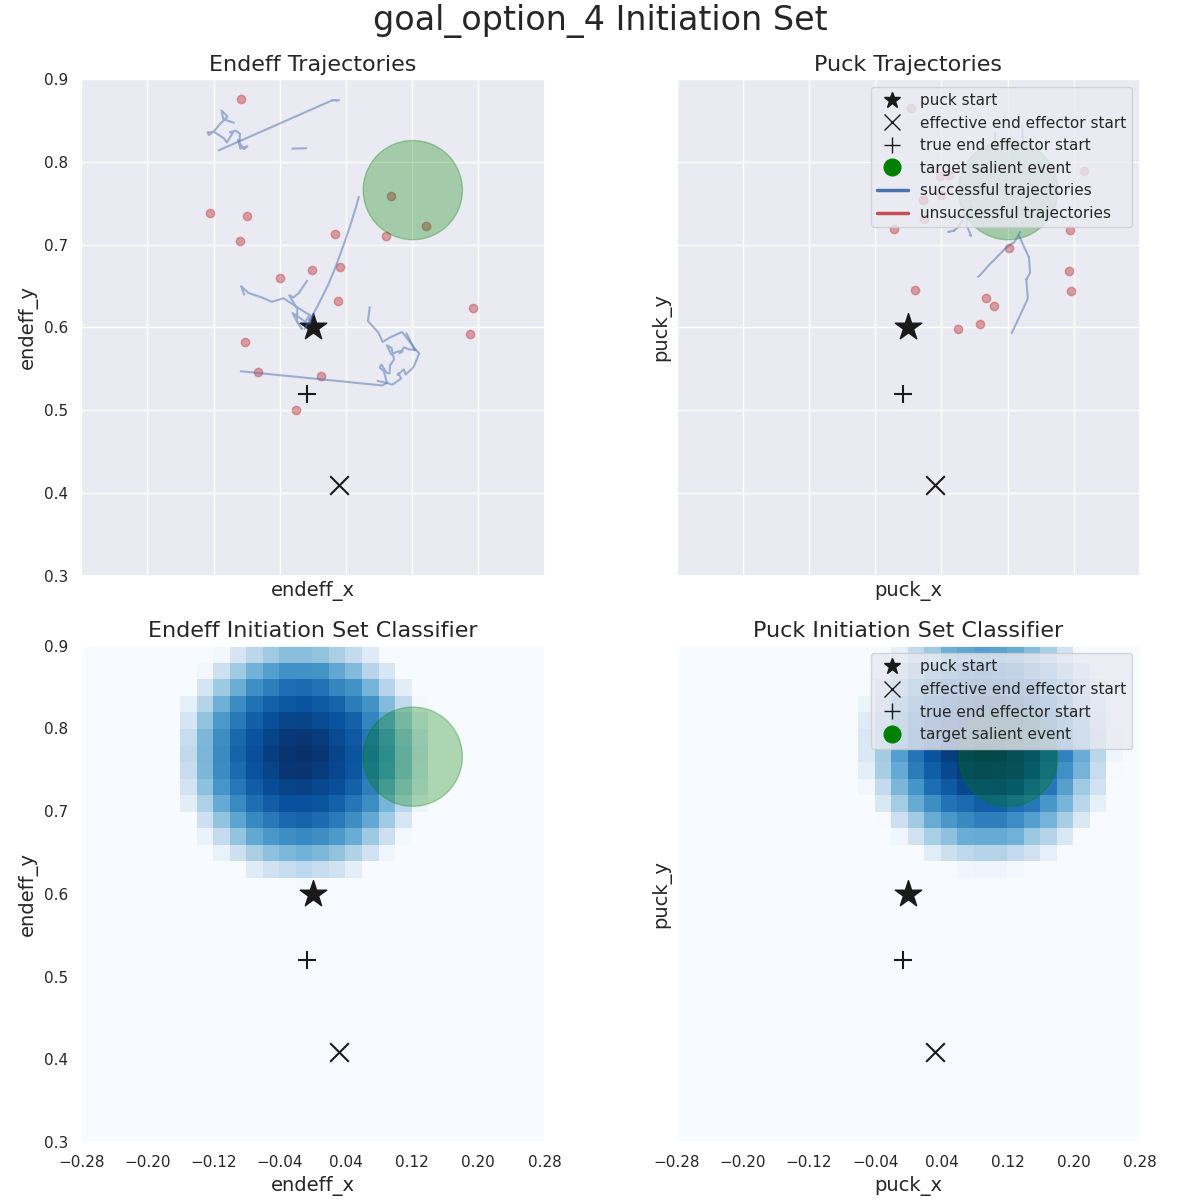 goal_option_4 Initiation Set
Endeff Trajectories
0.9
0.8
0.7
0.6
0.5
0.4
0.3
endeff_y
endeff_x
Puck Trajectories
puck start
effective end effector start
true end effector start
target salient event
successful trajectories
unsuccessful trajectories
puck_y
puck_x
Endeff Initiation Set Classifier
0.9
0.8
0.7
0.6
0.5
0.4
0.3
endeff_y
−0.28 −0.20 −0.12 −0.04 0.04 0.12 0.20 0.28
endeff_x
Puck Initiation Set Classifier
puck start
effective end effector start
true end effector start
target salient event
puck_y
−0.28 −0.20 −0.12 −0.04 0.04 0.12 0.20 0.28
puck_x